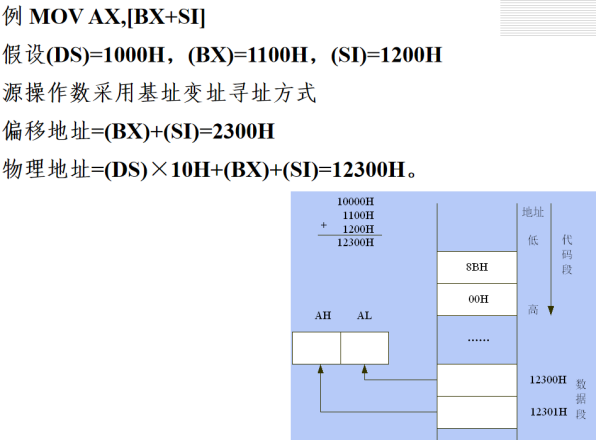 例 MOV AX,[BX+SI]
假设(DS)=1000H，(BX)=1100H，(SI)=1200H
源操作数采用基址变址寻址方式
偏移地址=(BX)+(SI)=2300H
物理地址=(DS)×10H+(BX)+(SI)=12300H。
10000H
1100H
+ 1200H
12300H
地址
低
代码段
8BH
00H
高
AH AL
……
12300H
数据段
12301H